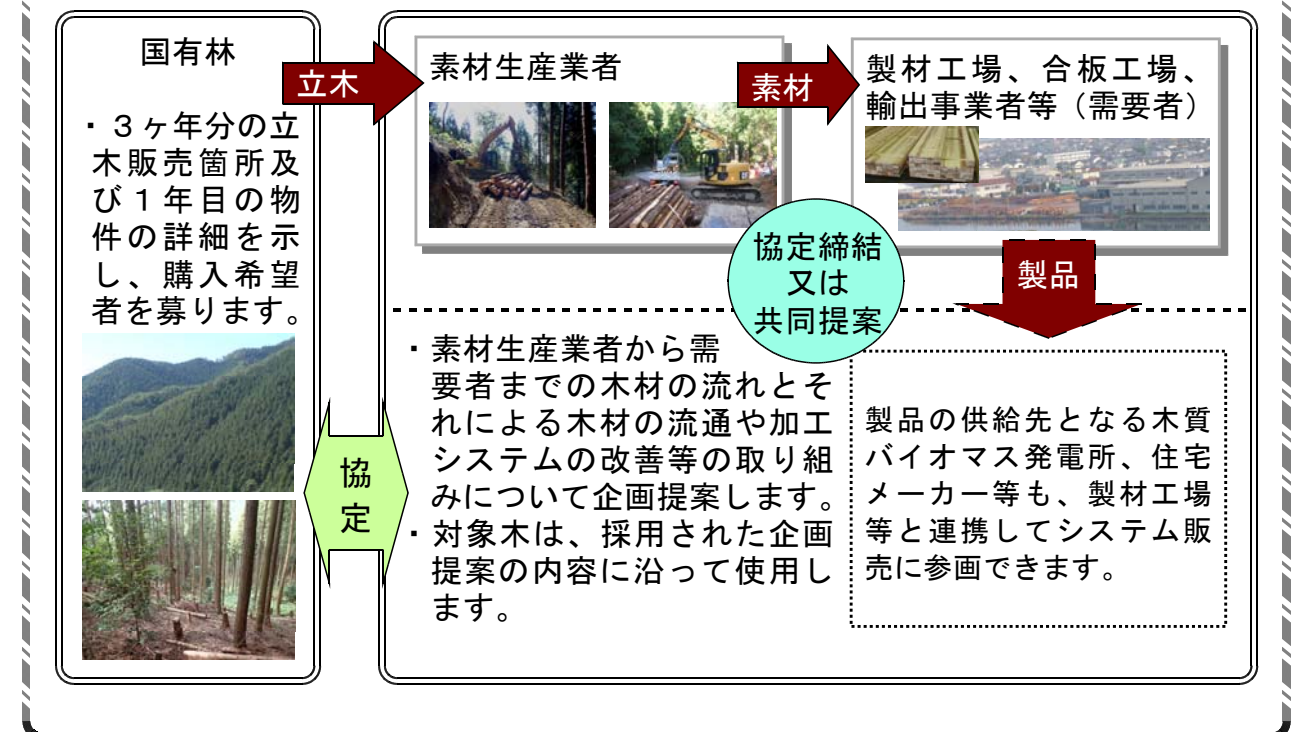 国有林
・３ヶ年分の立
木販売箇所及
び１年目の物
件の詳細を示
し、購入希望
者を募ります。
立木
素材生産業者
素材
製材工場、合板工場、
輸出事業者等（需要者）
協定締結
又は
共同提案
製品
協
定
・素材生産業者から需
要者までの木材の流れとそ
れによる木材の流通や加工
システムの改善等の取り組
みについて企画提案します。
・対象木は、採用された企画
提案の内容に沿って使用し
ます。
製品の供給先となる木質
バイオマス発電所、住宅
メーカー等も、製材工場
等と連携してシステム販
売に参画できます。